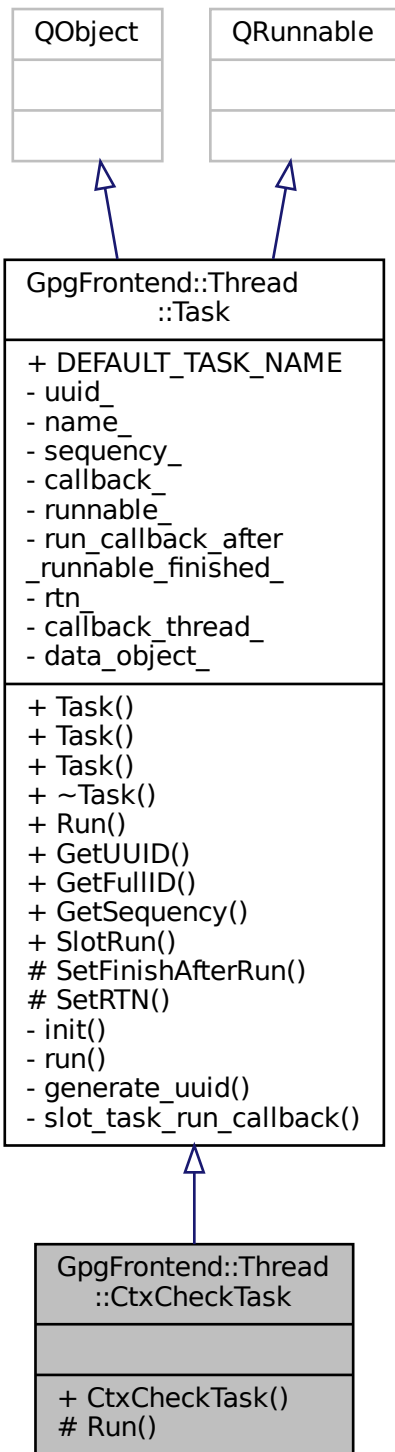 QObject
QRunnable
GpgFrontend::Thread
::Task
+ DEFAULT_TASK_NAME
- uuid_
- name_
- sequency_
- callback_
- runnable_
- run_callback_after
_runnable_finished_
- rtn_
- callback_thread_
- data_object_
+ Task()
+ Task()
+ Task()
+ ~Task()
+ Run()
+ GetUUID()
+ GetFullID()
+ GetSequency()
+ SlotRun()
# SetFinishAfterRun()
# SetRTN()
- init()
- run()
- generate_uuid()
- slot_task_run_callback()
GpgFrontend::Thread
::CtxCheckTask
+ CtxCheckTask()
# Run()